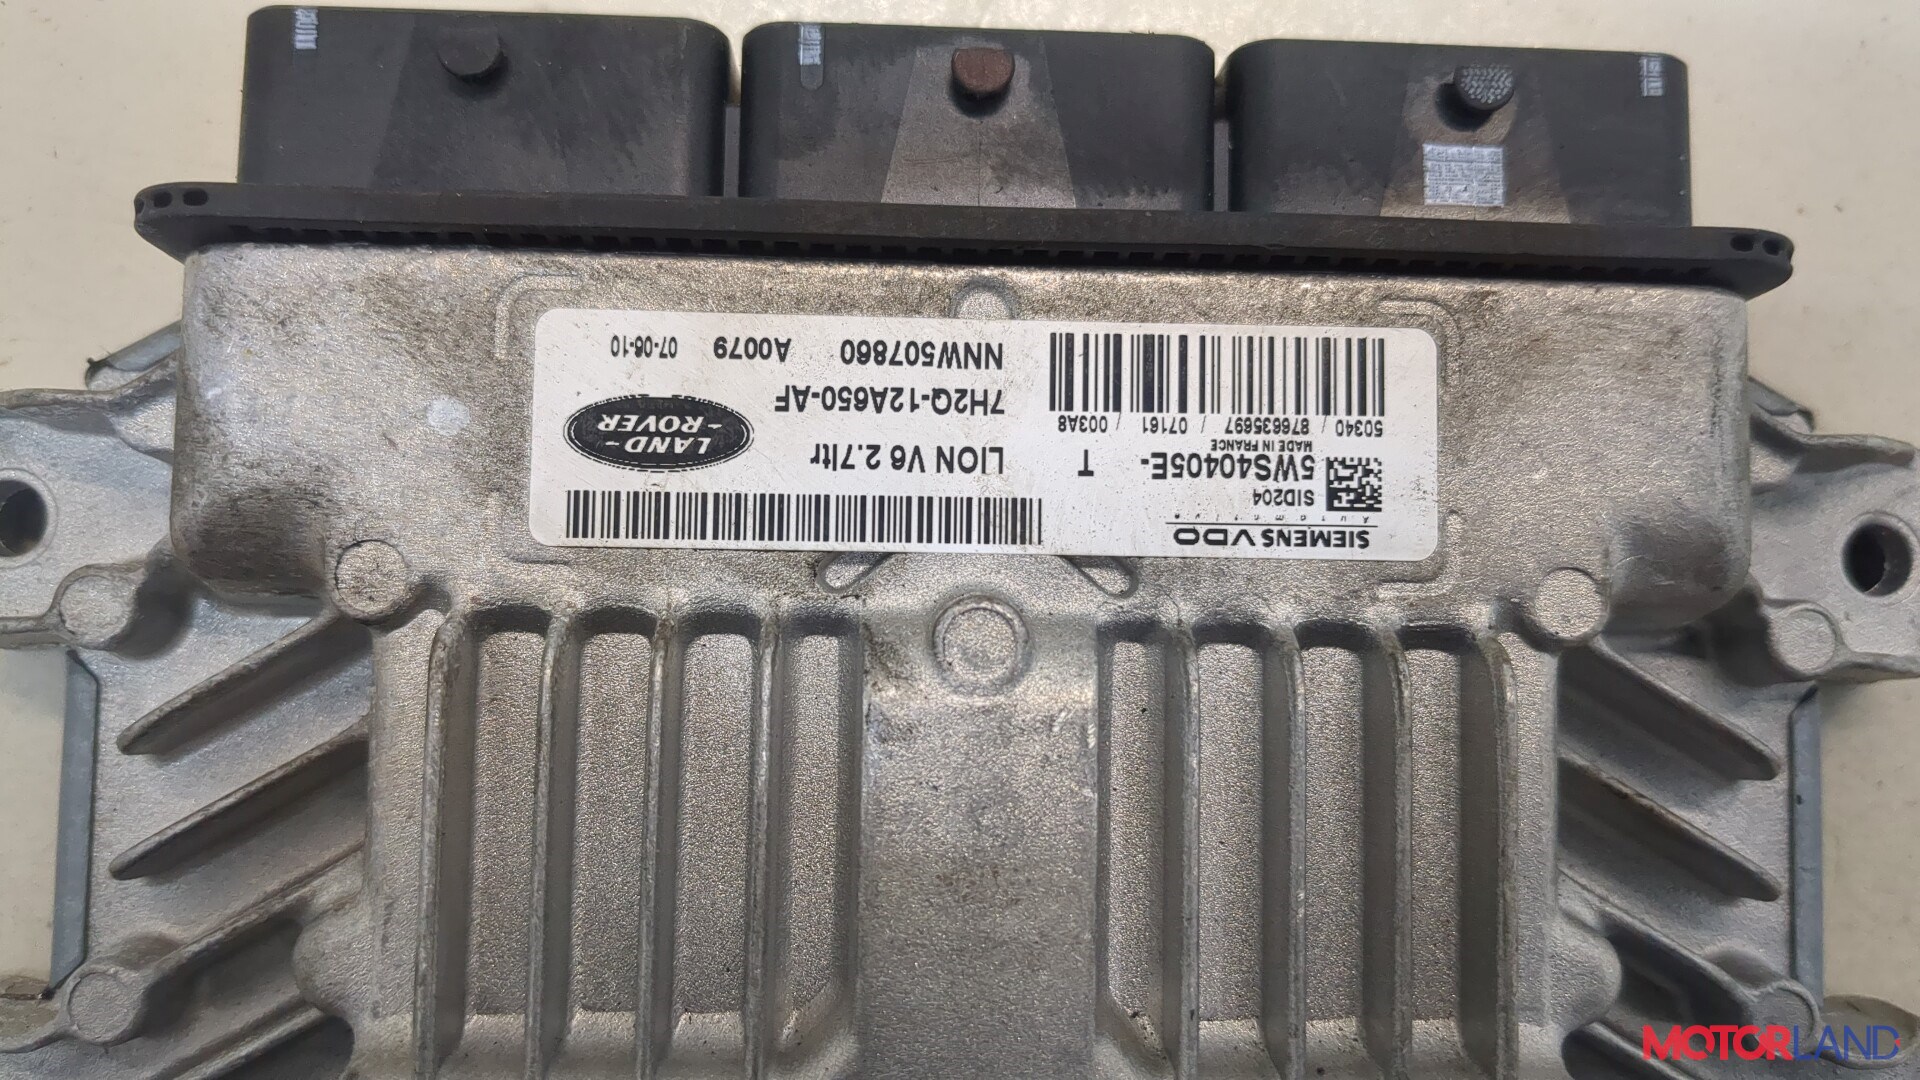 SIEMENS VDO
Automotive
SID204
5WS40405E- T
MADE IN FRANCE
50340 / 876635697 / 07161 / 003A8
LION V6 2.7ltr
7H2Q-12A650-AF
NNW507860 A0079 07-06-10
LAND-
-ROVER
MOTORLAND